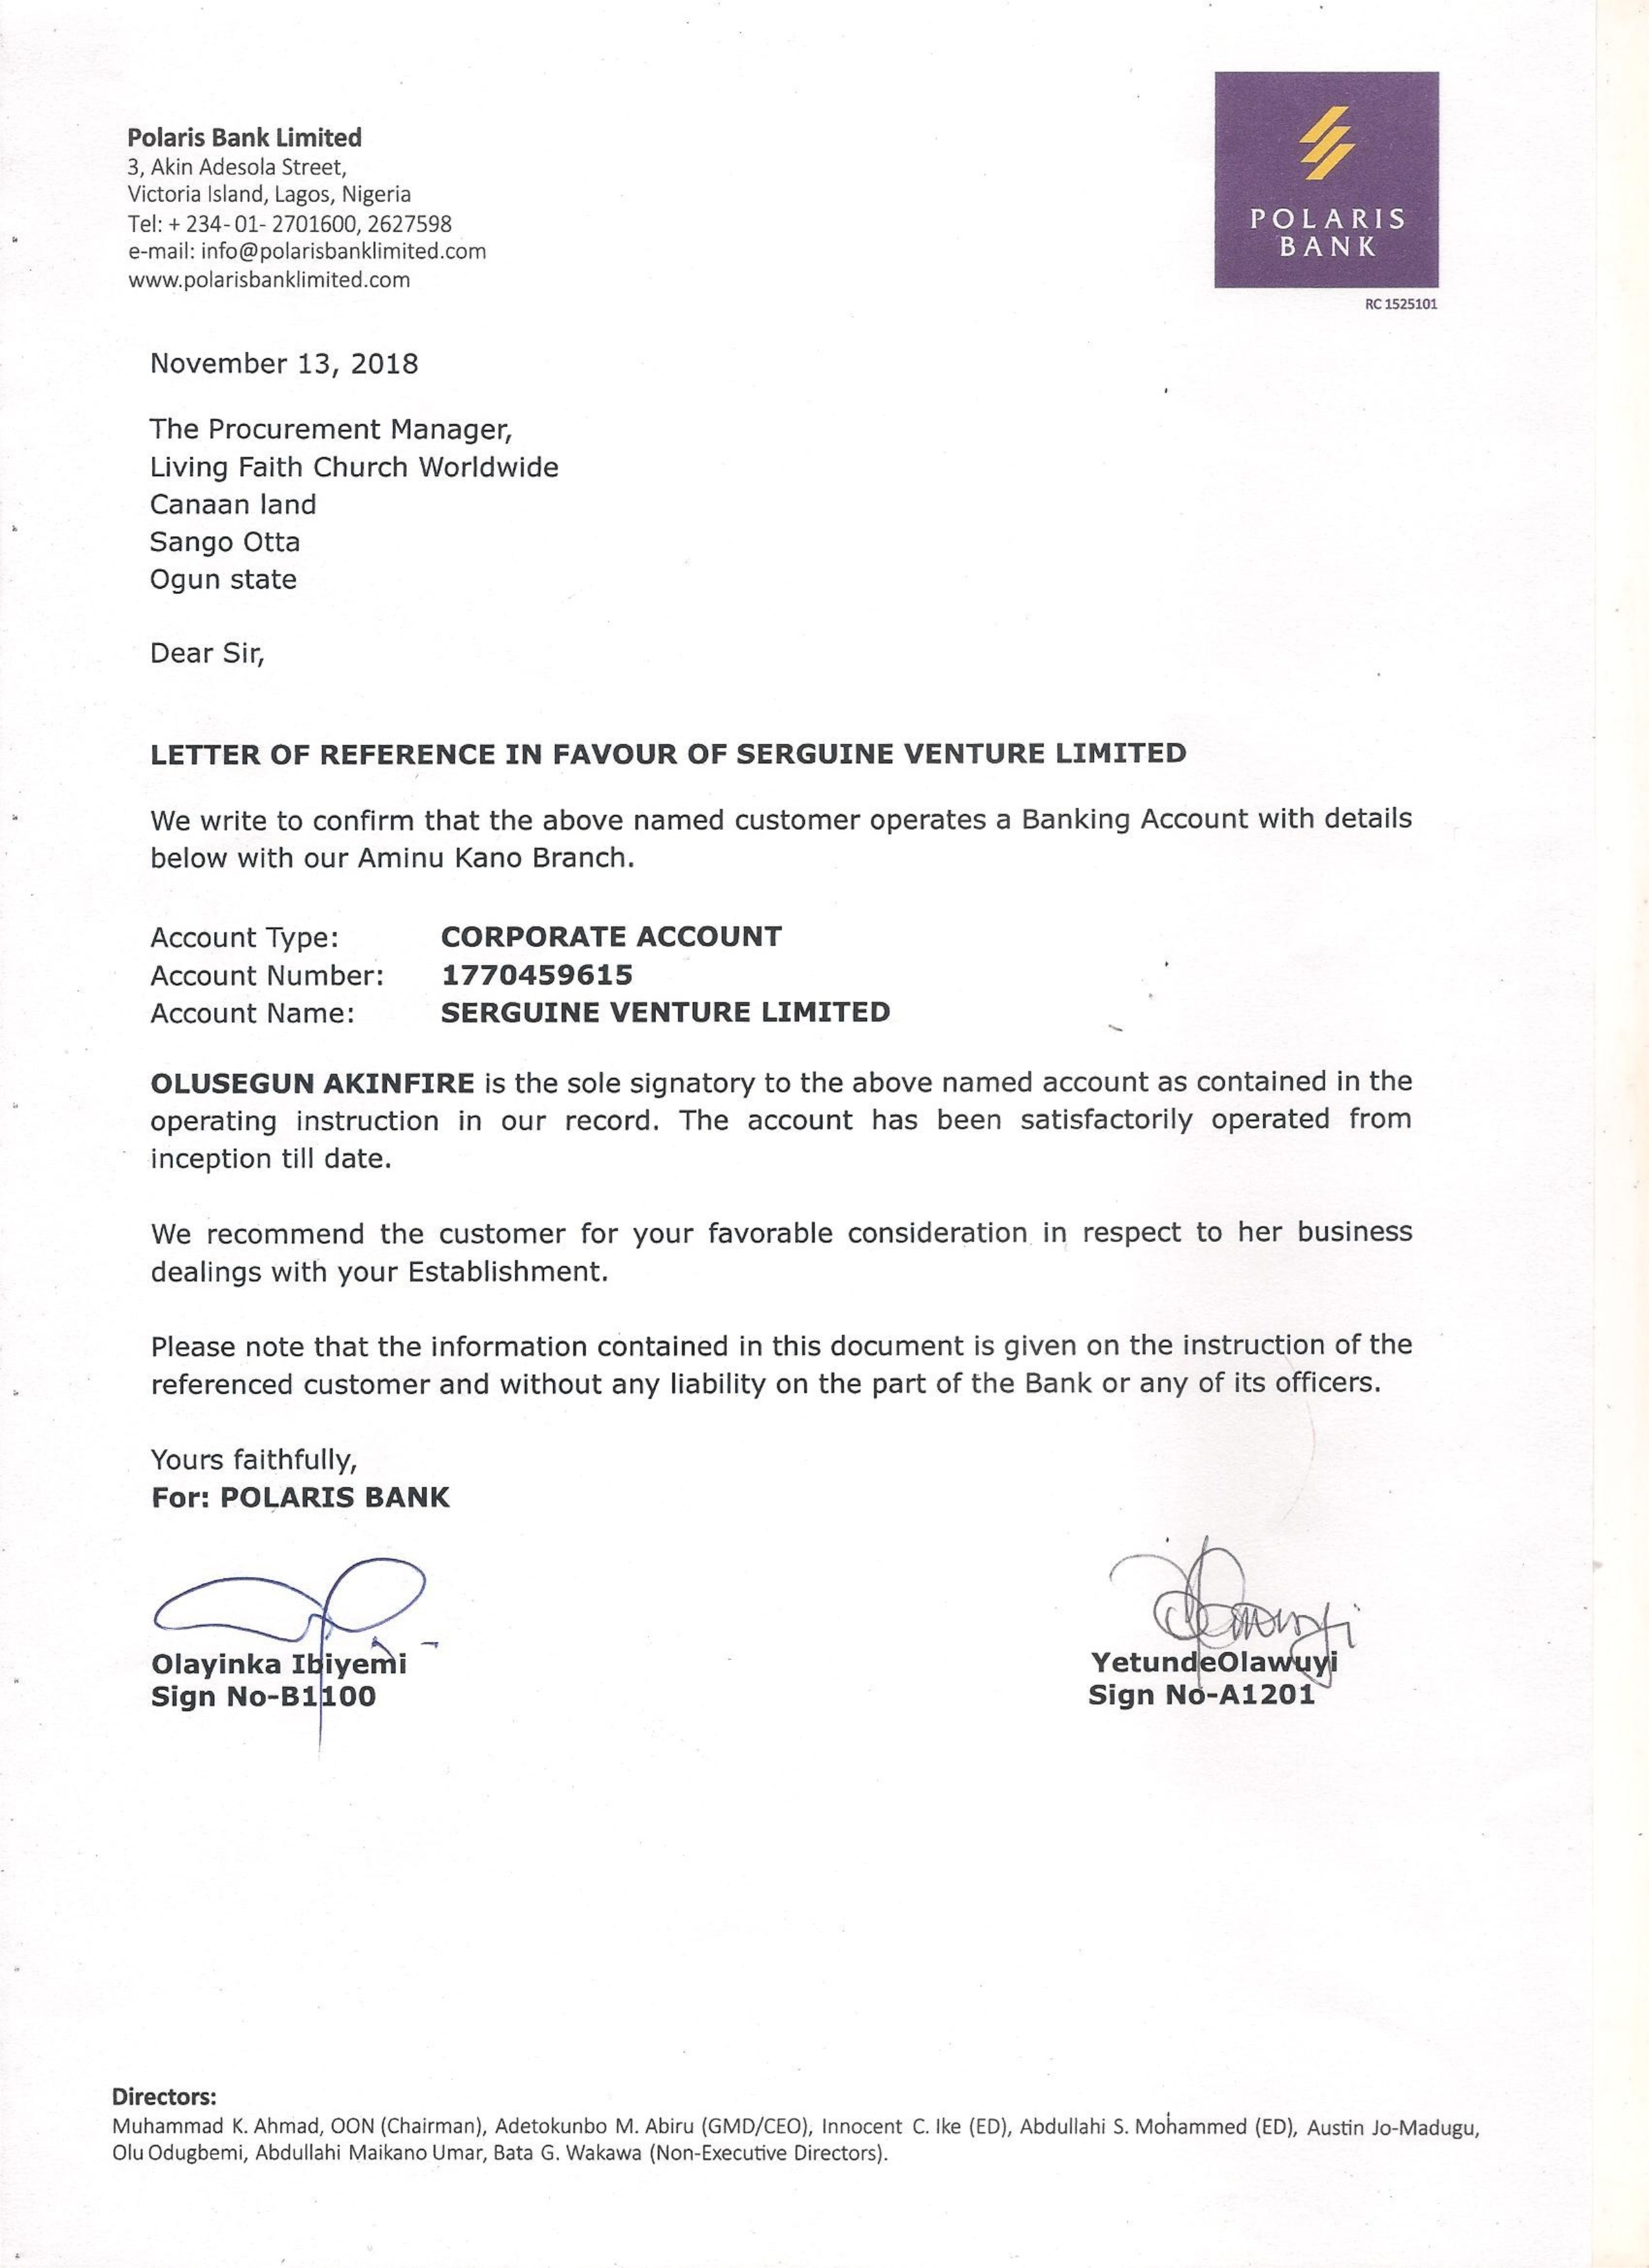 Polaris Bank Limited
3, Akin Adesola Street,
Victoria Island, Lagos, Nigeria
Tel: + 234-01- 2701600, 2627598
e-mail: info@polarisbanklimited.com
www.polarisbanklimited.com
POLARIS
BANK
RC 1525101
November 13, 2018
The Procurement Manager,
Living Faith Church Worldwide
Canaan land
Sango Otta
Ogun state
Dear Sir,
LETTER OF REFERENCE IN FAVOUR OF SERGUINE VENTURE LIMITED
We write to confirm that the above named customer operates a Banking Account with details
below with our Aminu Kano Branch.
Account Type: CORPORATE ACCOUNT
Account Number: 1770459615
Account Name: SERGUINE VENTURE LIMITED
OLUSEGUN AKINFIRE is the sole signatory to the above named account as contained in the
operating instruction in our record. The account has been satisfactorily operated from
inception till date.
We recommend the customer for your favorable consideration in respect to her business
dealings with your Establishment.
Please note that the information contained in this document is given on the instruction of the
referenced customer and without any liability on the part of the Bank or any of its officers.
Yours faithfully,
For: POLARIS BANK
Olayinka Ibiyemi
Sign No-B1100
YetundeOlawuyi
Sign No-A1201
Directors:
Muhammad K. Ahmad, OON (Chairman), Adetokunbo M. Abiru (GMD/CEO), Innocent C. Ike (ED), Abdullahi S. Mohammed (ED), Austin Jo-Madugu,
Olu Odugbemi, Abdullahi Maikano Umar, Bata G. Wakawa (Non-Executive Directors).